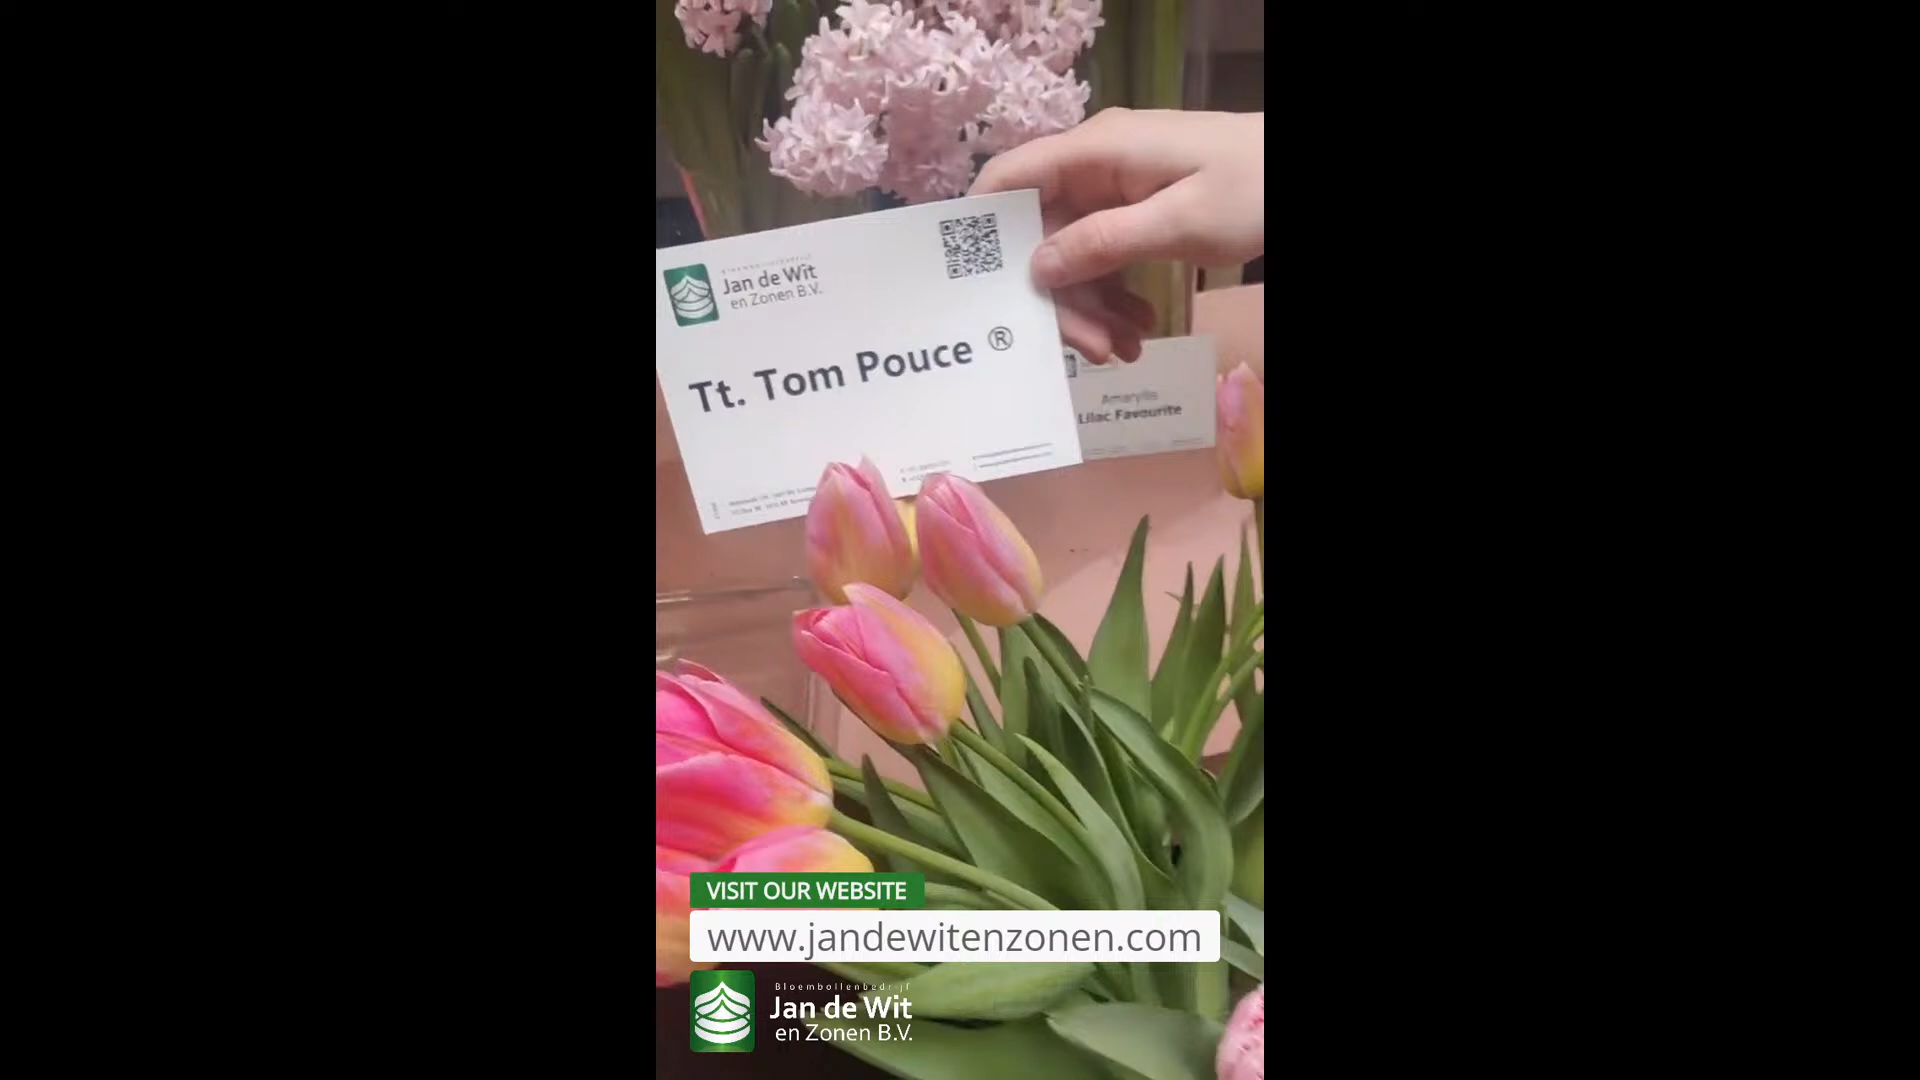 Jan de Wit
en Zonen B.V.
Tt. Tom Pouce ®
Amaryllis
Lilac Favourite
VISIT OUR WEBSITE
www.jandewitenzonen.com
Bloembollenbedrijf
Jan de Wit
en Zonen B.V.